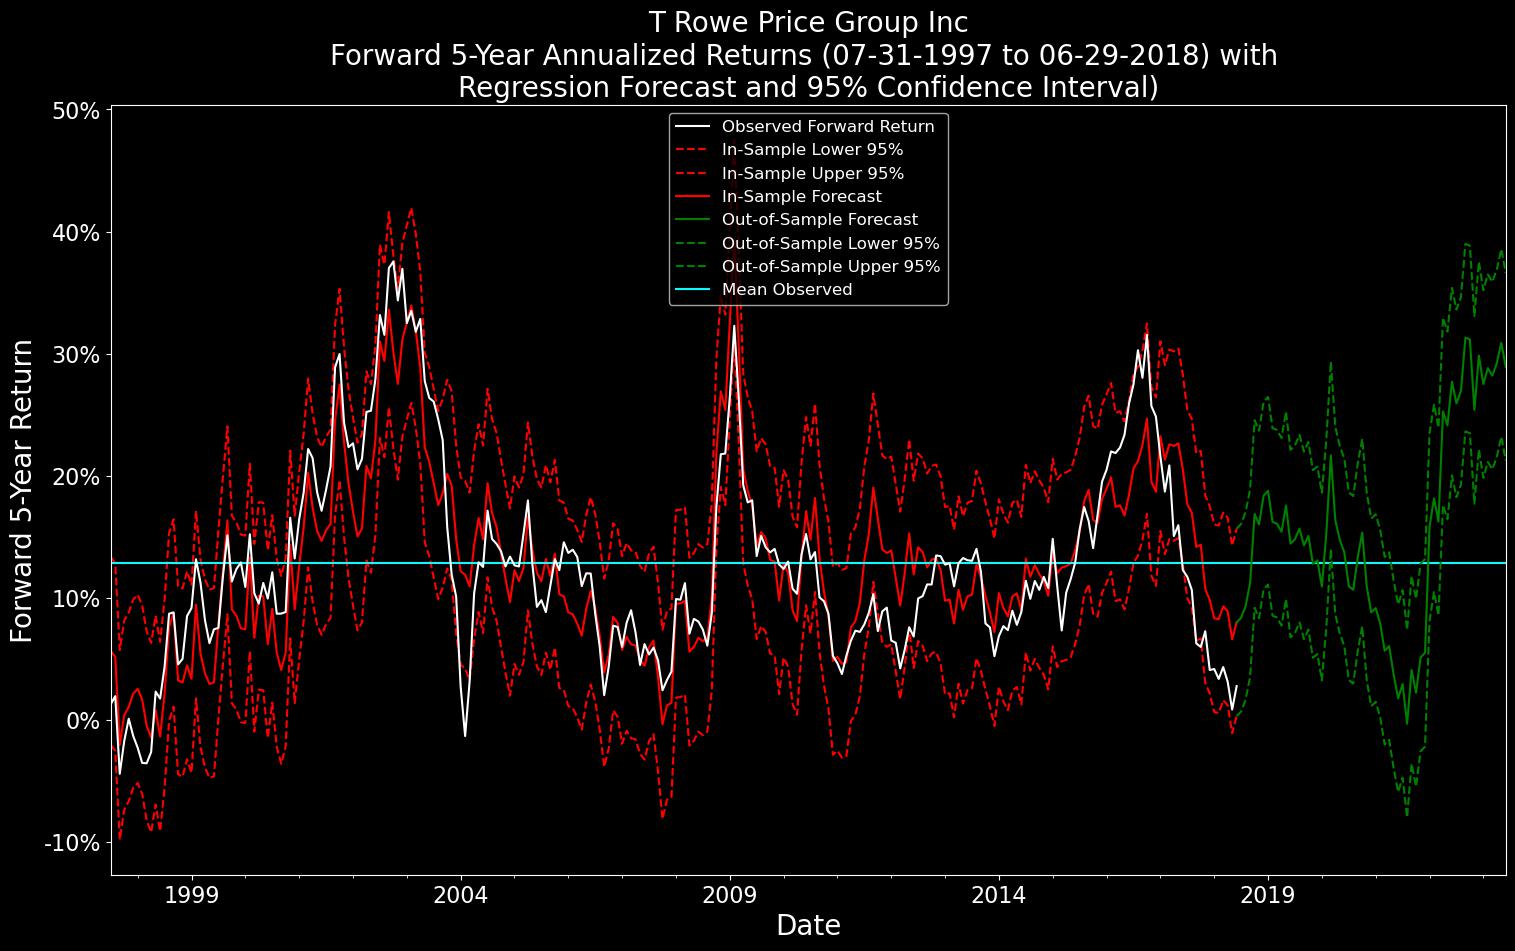 T Rowe Price Group Inc
Forward 5-Year Annualized Returns (07-31-1997 to 06-29-2018) with
Regression Forecast and 95% Confidence Interval)
50%
40%
30%
20%
10%
0%
-10%
Forward 5-Year Return
Observed Forward Return
In-Sample Lower 95%
In-Sample Upper 95%
In-Sample Forecast
Out-of-Sample Forecast
Out-of-Sample Lower 95%
Out-of-Sample Upper 95%
Mean Observed
1999 2004 2009 2014 2019
Date